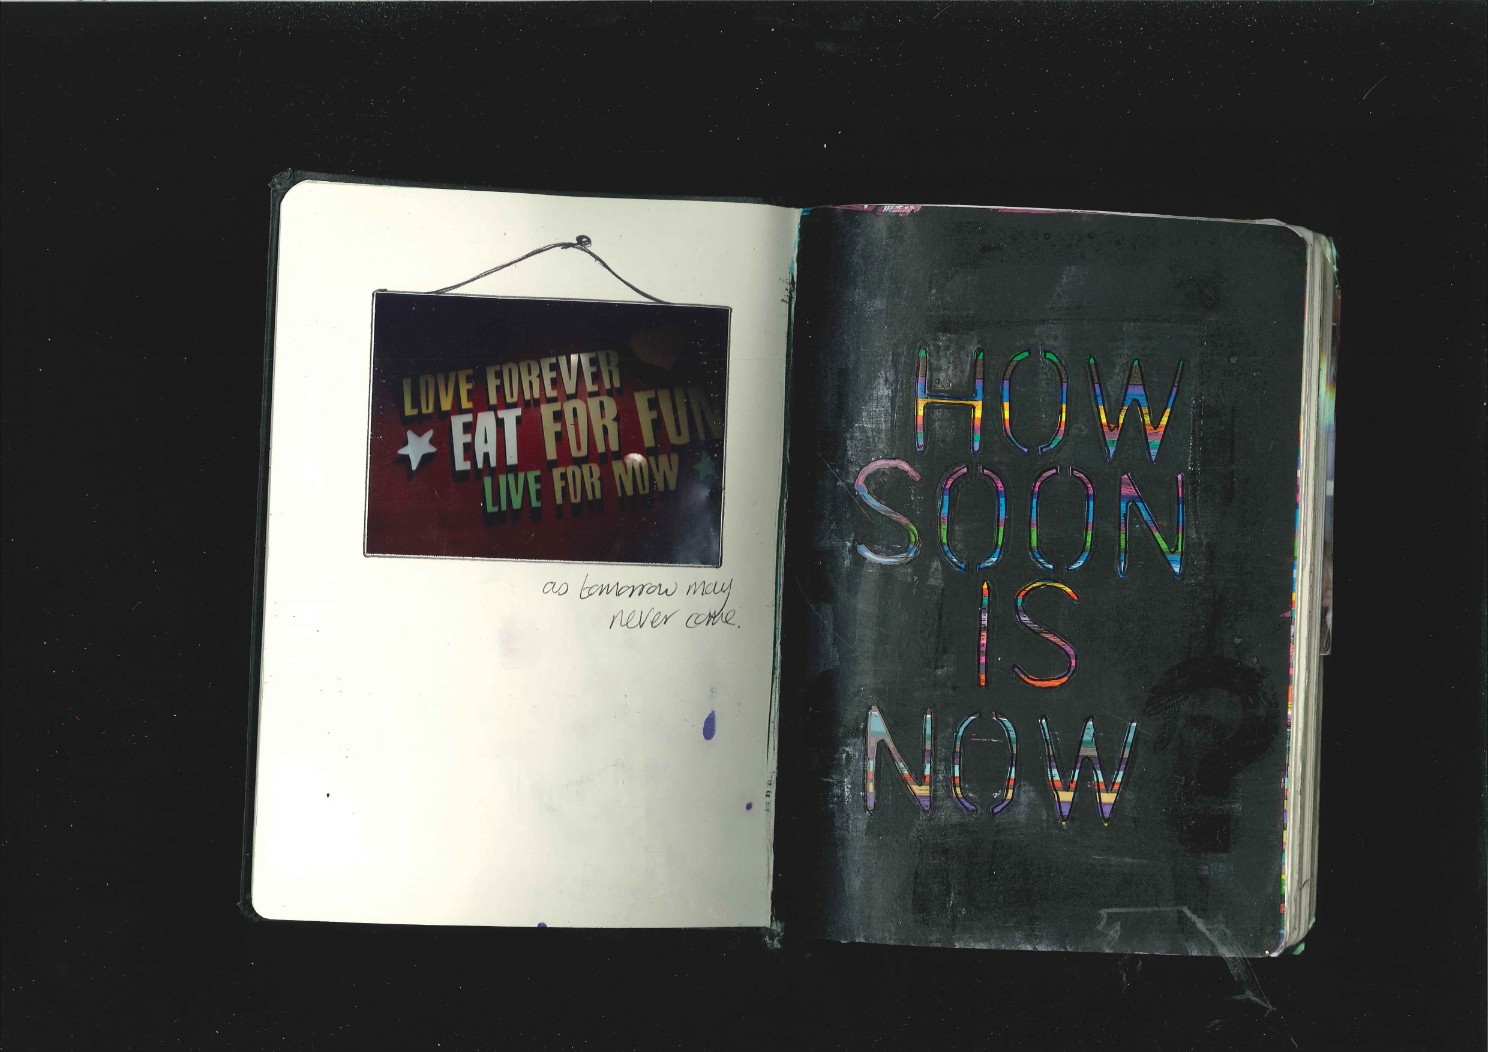 LOVE FOREVER
EAT FOR FUN
LIVE FOR NOW
as tomorrow may
never come.
HOW
SOON
IS
NOW?